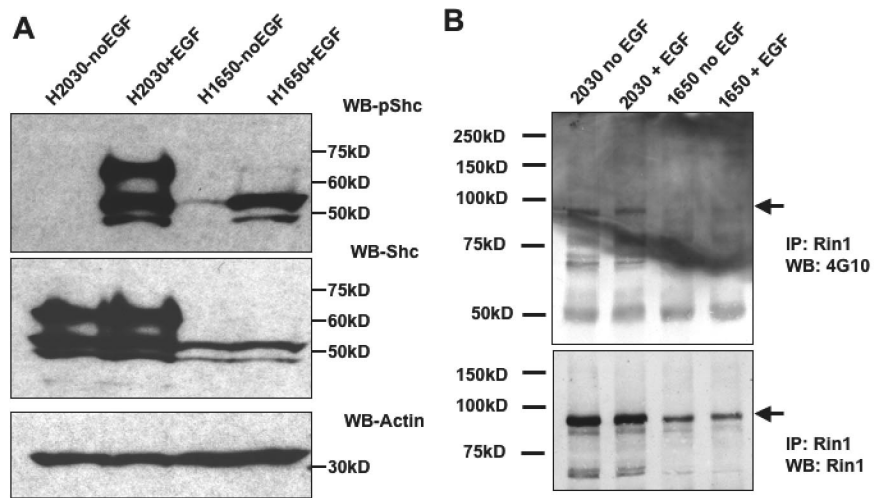 A
H2030-noEGF
H2030+EGF
H1650-noEGF
H1650+EGF
WB-pShc
75kD
60kD
50kD
WB-Shc
75kD
60kD
50kD
WB-Actin
30kD
B
2030 no EGF
2030 + EGF
1650 no EGF
1650 + EGF
250kD
150kD
100kD
75kD
50kD
IP: Rin1
WB: 4G10
150kD
100kD
75kD
IP: Rin1
WB: Rin1